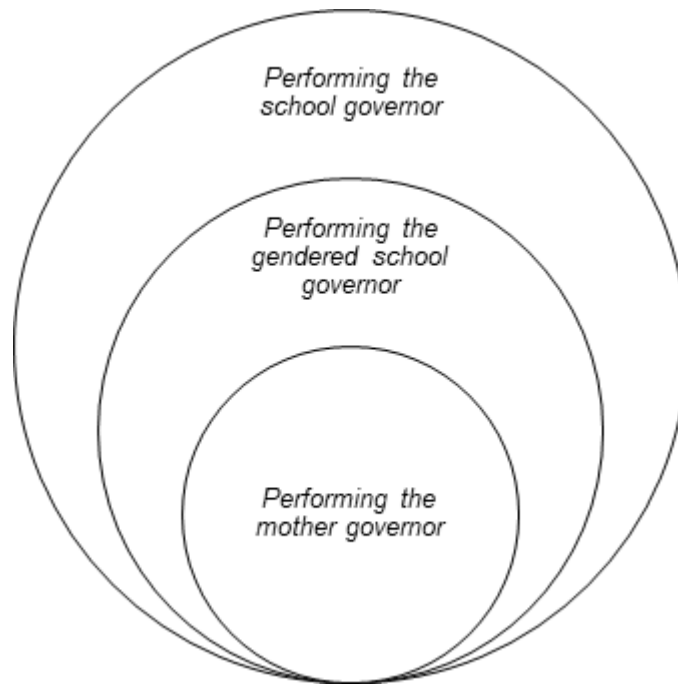 Performing the
school governor
Performing the
gendered school
governor
Performing the
mother governor